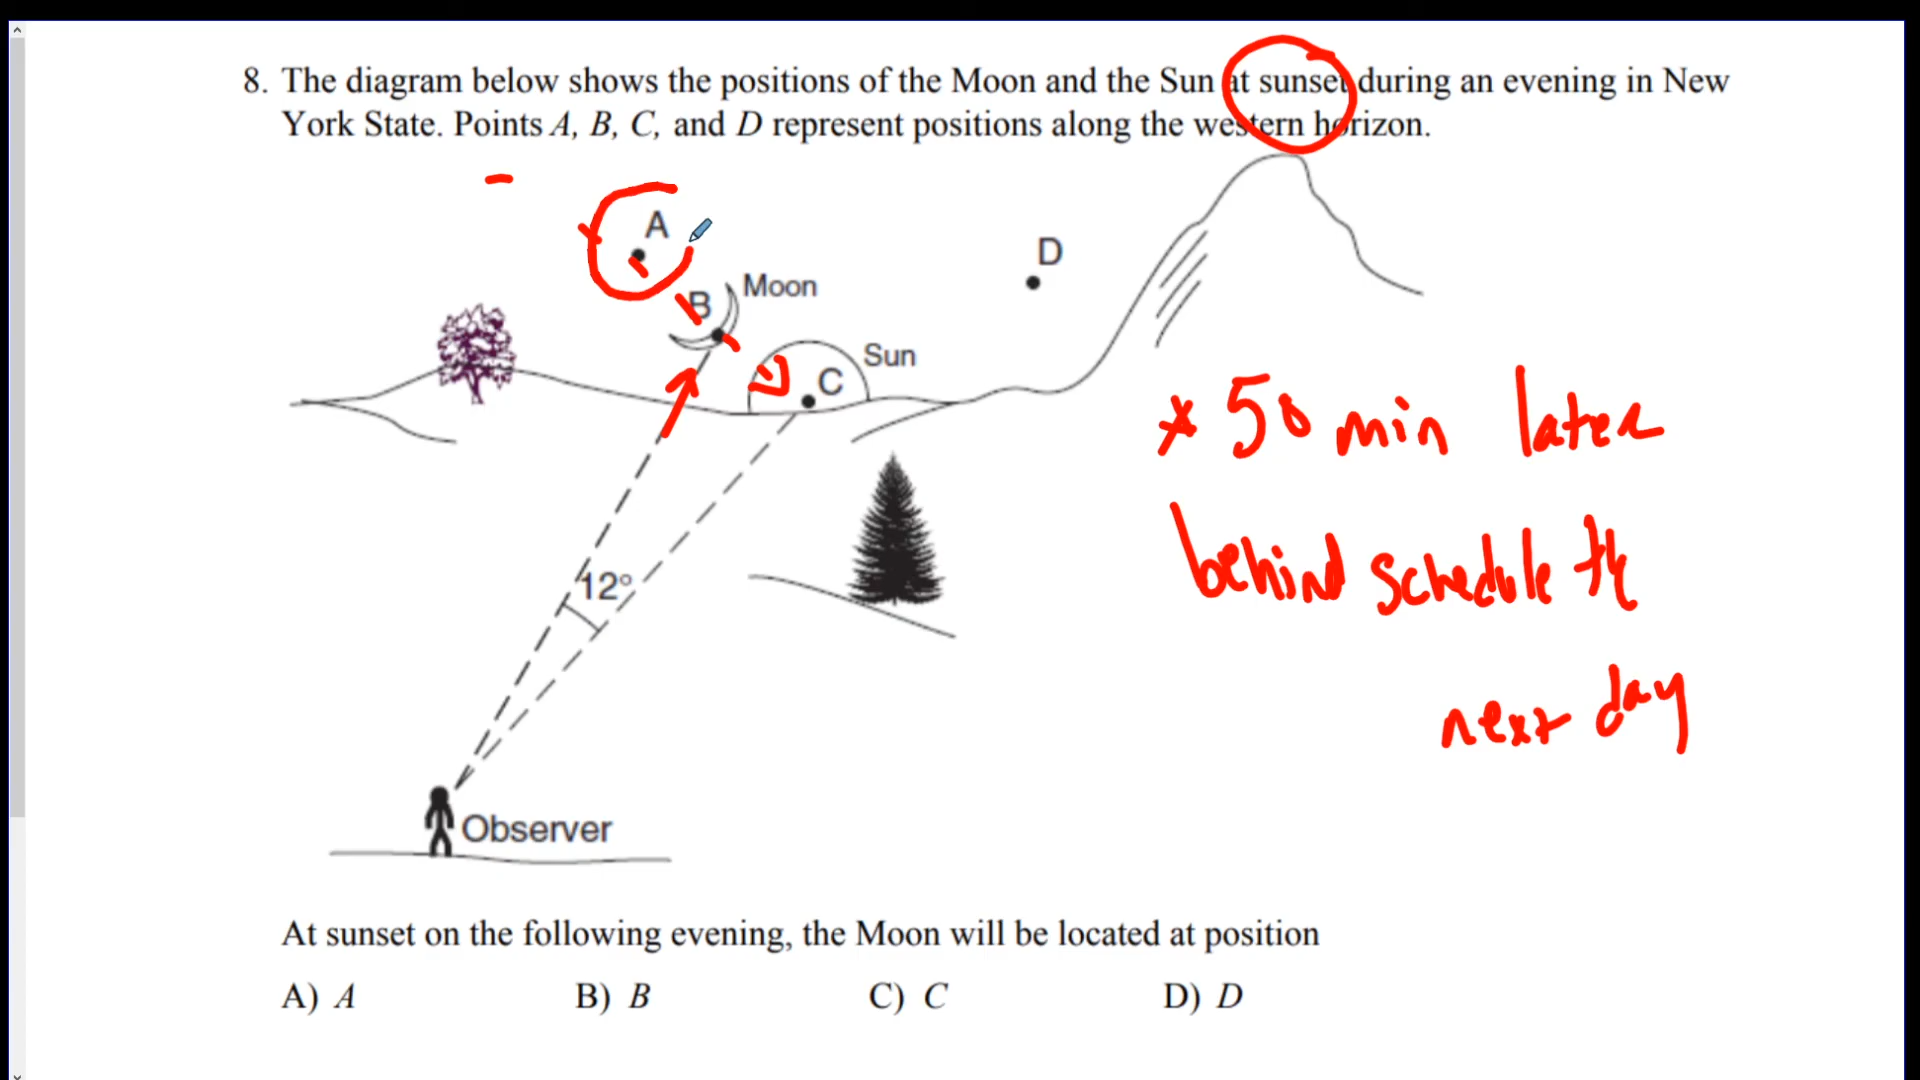 8. The diagram below shows the positions of the Moon and the Sun at sunset during an evening in New
York State. Points A, B, C, and D represent positions along the western horizon.
A
D
B
Moon
Sun
C
* 50 min later
behind schedule the
next day
12°
Observer
At sunset on the following evening, the Moon will be located at position
A) A B) B C) C D) D